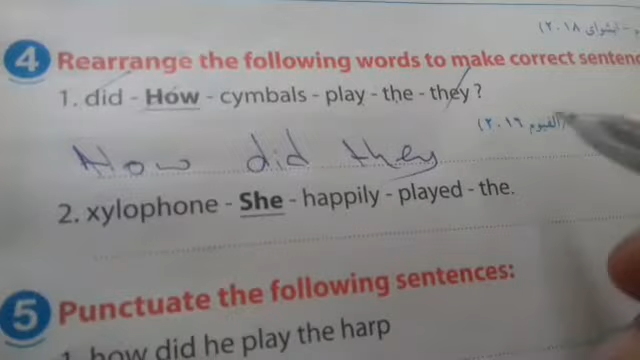 - ابشواى ٢٠١٨)
4 Rearrange the following words to make correct
1. did - How - cymbals - play - the - they ?
(الفيوم ٢٠١٦)
How did they
2. xylophone - She - happily - played - the.
5 Punctuate the following sentences:
1. how did he play the harp